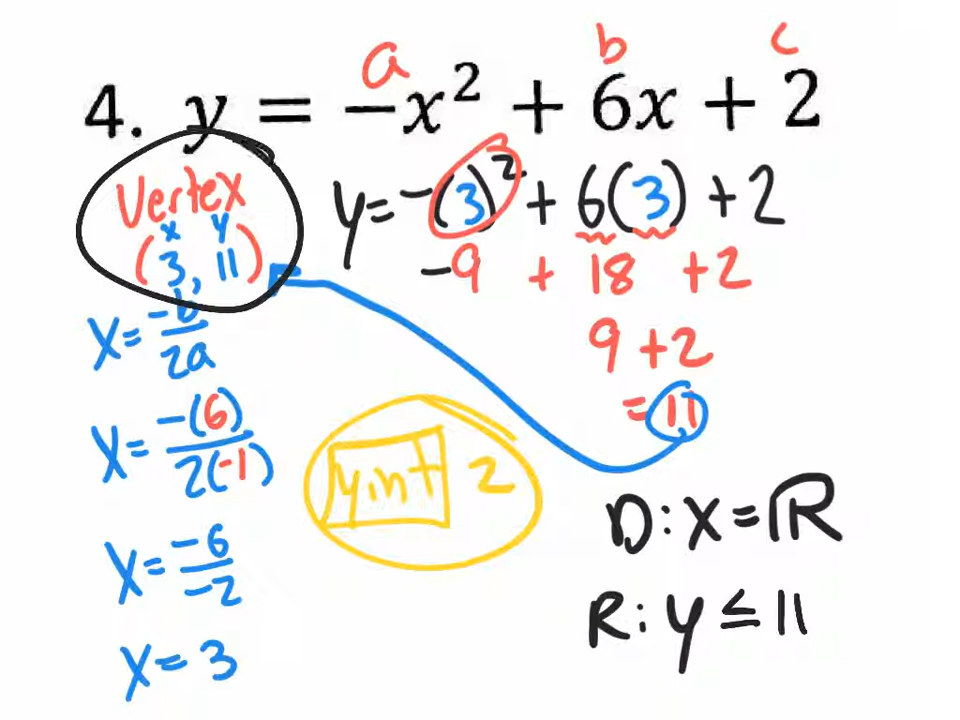 a b c
4. y = −x² + 6x + 2
Vertex
x y
(3, 11)
y = −(3)² + 6(3) + 2
−9 + 18 + 2
9 + 2
= 11
x = −b/2a
x = −(6)/2(−1)
x = −6/−2
x = 3
y int 2
D: x = ℝ
R: y ≤ 11